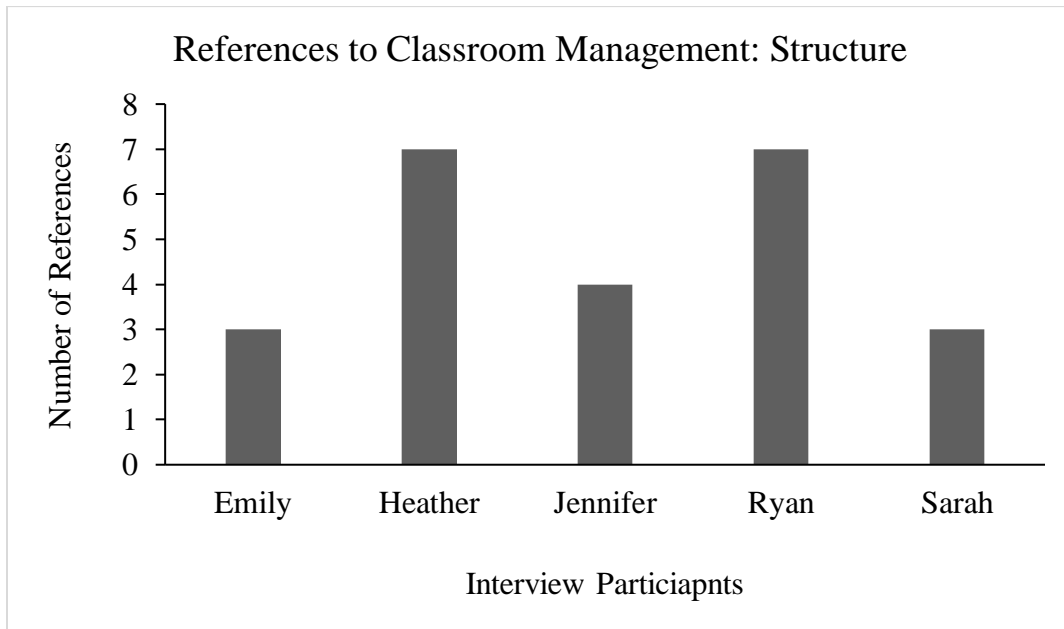 References to Classroom Management: Structure
Number of References
8
7
6
5
4
3
2
1
0
Emily Heather Jennifer Ryan Sarah
Interview Particiapnts